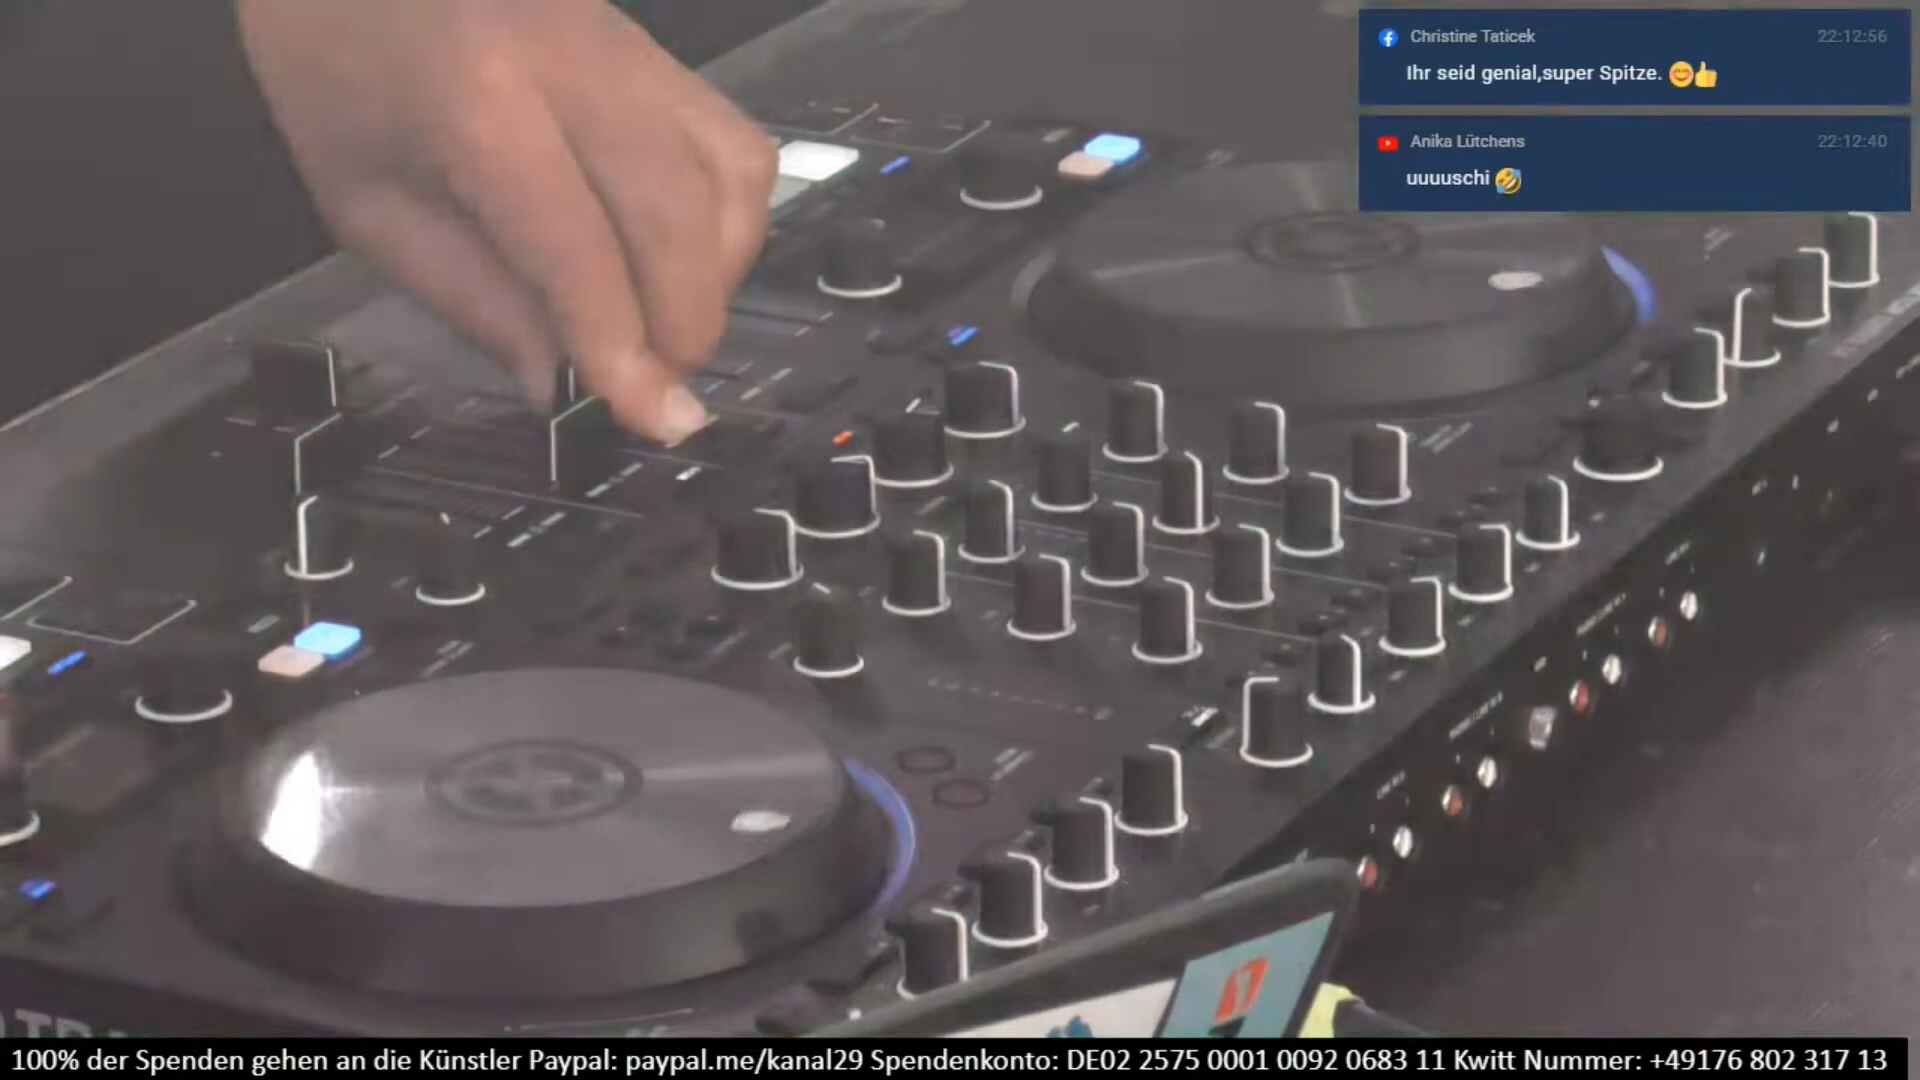 Christine Taticek 22:12:56
Ihr seid genial,super Spitze. 😊👍
Anika Lütchens 22:12:40
uuuuschi 🤣
100% der Spenden gehen an die Künstler Paypal: paypal.me/kanal29 Spendenkonto: DE02 2575 0001 0092 0683 11 Kwitt Nummer: +49176 802 317 13